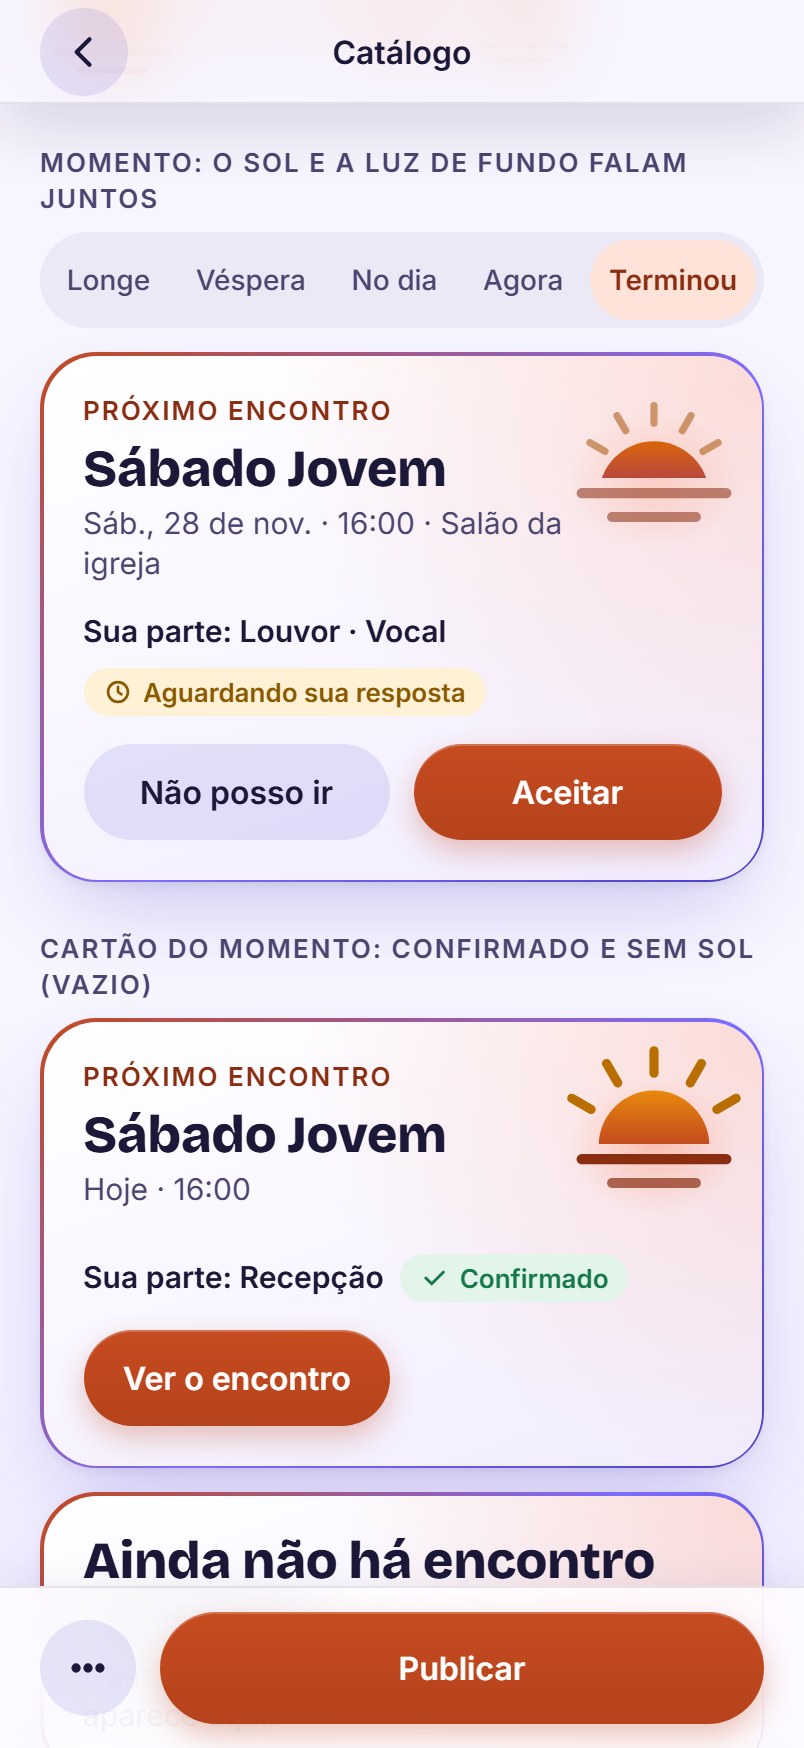 Catálogo
MOMENTO: O SOL E A LUZ DE FUNDO FALAM
JUNTOS
Longe Véspera No dia Agora Terminou
PRÓXIMO ENCONTRO
Sábado Jovem
Sáb., 28 de nov. · 16:00 · Salão da
igreja
Sua parte: Louvor · Vocal
Aguardando sua resposta
Não posso ir Aceitar
CARTÃO DO MOMENTO: CONFIRMADO E SEM SOL
(VAZIO)
PRÓXIMO ENCONTRO
Sábado Jovem
Hoje · 16:00
Sua parte: Recepção Confirmado
Ver o encontro
Ainda não há encontro
Publicar